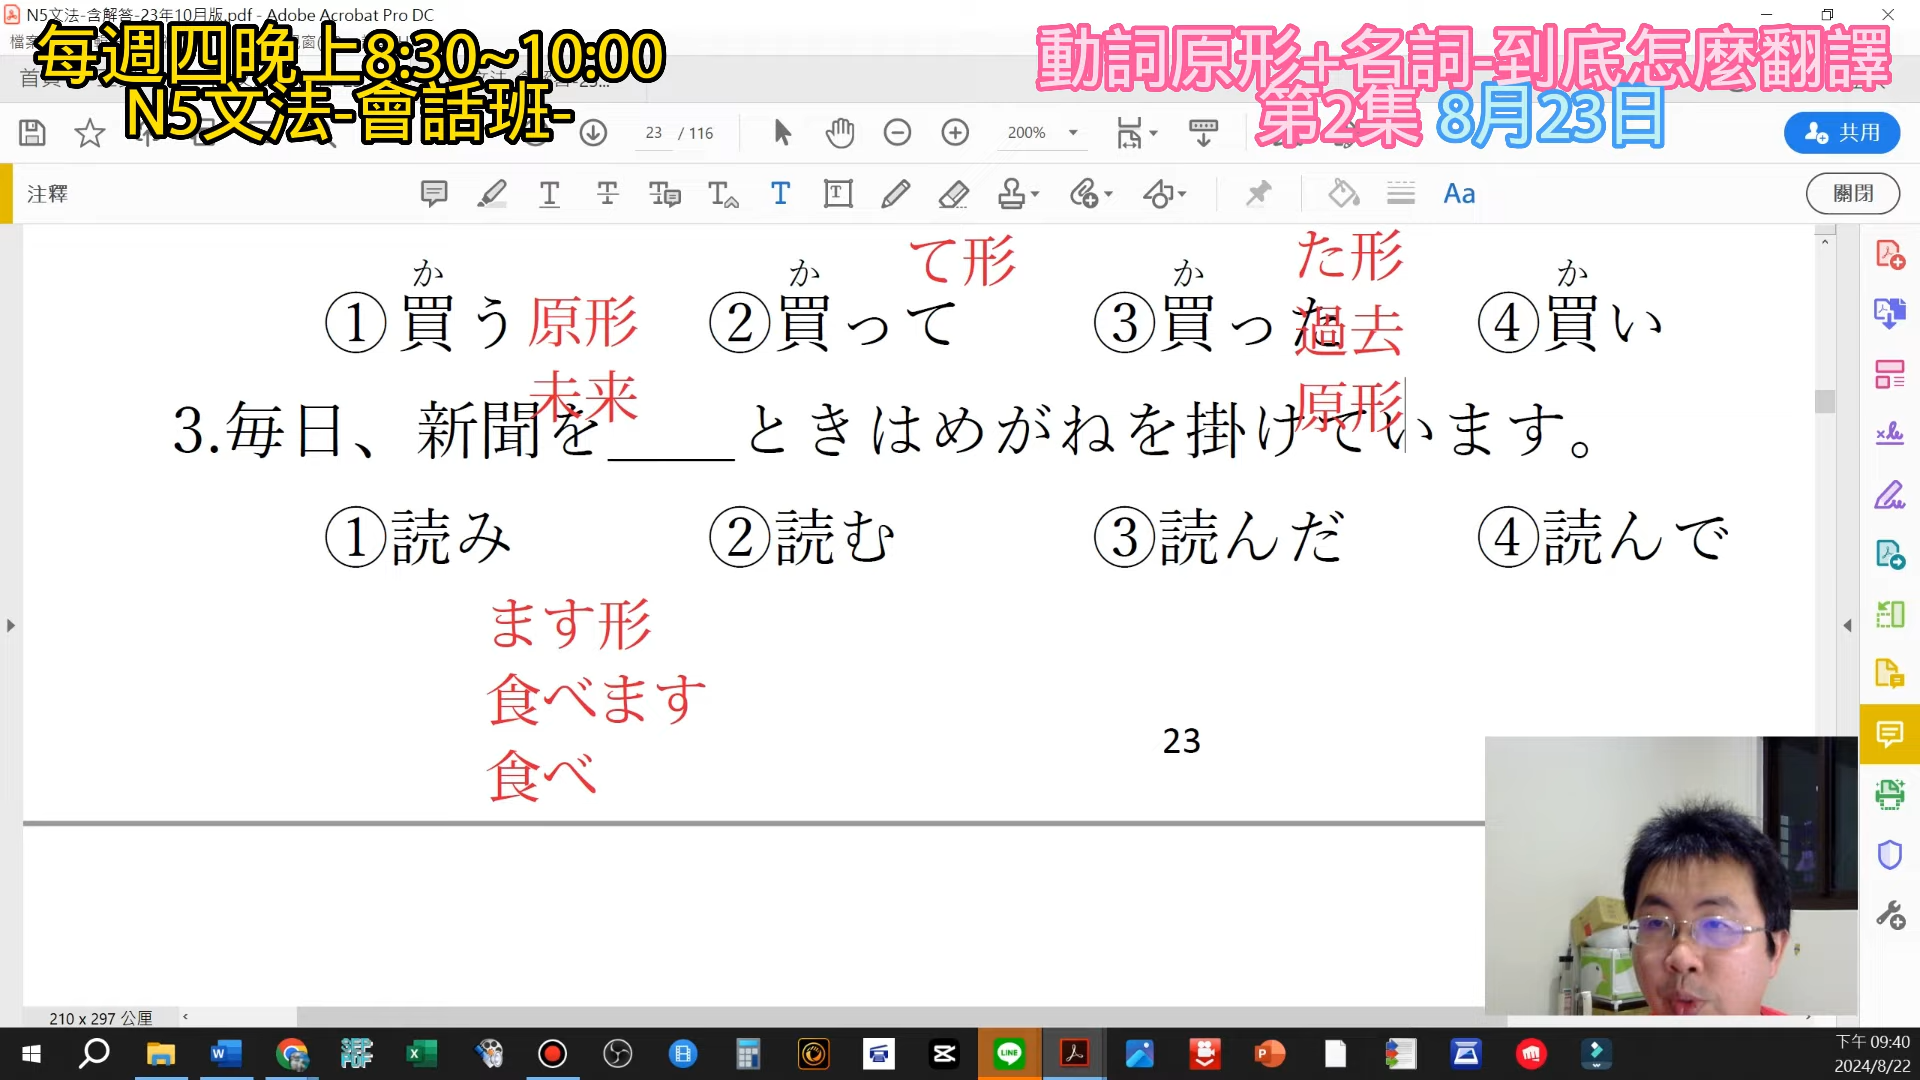 N5文法-含解答-23年10月版.pdf - Adobe Acrobat Pro DC
每週四晚上8:30~10:00
N5文法-會話班-
動詞原形+名詞-到底怎麼翻譯
第2集 8月23日
23 / 116
200%
共用
注釋
Aa
關閉
て形
た形
か か か か
①買う ②買って ③買った ④買い
原形
過去
未来
原形
3.毎日、新聞を____ときはめがねを掛けています。
①読み ②読む ③読んだ ④読んで
ます形
食べます
食べ
23
210 x 297 公厘
下午 09:40
2024/8/22